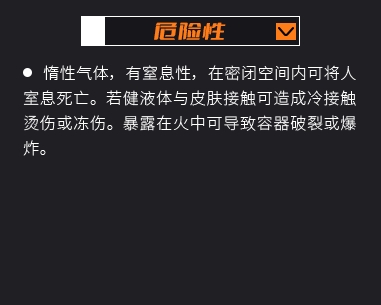 危险性
● 惰性气体，有窒息性，在密闭空间内可将人
窒息死亡。若健液体与皮肤接触可造成冷接触
烫伤或冻伤。暴露在火中可导致容器破裂或爆
炸。